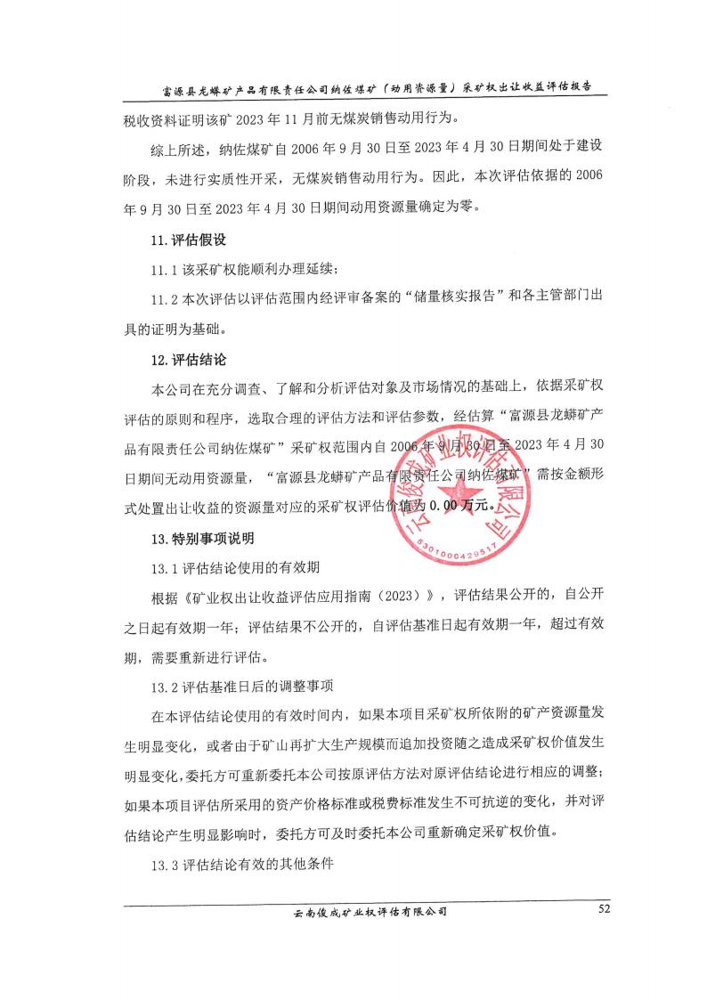 富源县龙蟒矿产品有限责任公司纳佐煤矿（动用资源量）采矿权出让收益评估报告
税收资料证明该矿 2023 年 11 月前无煤炭销售动用行为。
综上所述，纳佐煤矿自 2006 年 9 月 30 日至 2023 年 4 月 30 日期间处于建设
阶段，未进行实质性开采，无煤炭销售动用行为。因此，本次评估依据的 2006
年 9 月 30 日至 2023 年 4 月 30 日期间动用资源量确定为零。
11.评估假设
11.1 该采矿权能顺利办理延续；
11.2 本次评估以评估范围内经评审备案的“储量核实报告”和各主管部门出
具的证明为基础。
12.评估结论
本公司在充分调查、了解和分析评估对象及市场情况的基础上，依据采矿权
评估的原则和程序，选取合理的评估方法和评估参数，经估算“富源县龙蟒矿产
品有限责任公司纳佐煤矿”采矿权范围内自 2006 年 9 月 30 日至 2023 年 4 月 30
日期间无动用资源量，“富源县龙蟒矿产品有限责任公司纳佐煤矿”需按金额形
式处置出让收益的资源量对应的采矿权评估价值为 0.00 万元。
云南俊成矿业权评估有限公司
5301000429517
13.特别事项说明
13.1 评估结论使用的有效期
根据《矿业权出让收益评估应用指南（2023）》，评估结果公开的，自公开
之日起有效期一年；评估结果不公开的，自评估基准日起有效期一年，超过有效
期，需要重新进行评估。
13.2 评估基准日后的调整事项
在本评估结论使用的有效时间内，如果本项目采矿权所依附的矿产资源量发
生明显变化，或者由于矿山再扩大生产规模而追加投资随之造成采矿权价值发生
明显变化，委托方可重新委托本公司按原评估方法对原评估结论进行相应的调整；
如果本项目评估所采用的资产价格标准或税费标准发生不可抗逆的变化，并对评
估结论产生明显影响时，委托方可及时委托本公司重新确定采矿权价值。
13.3 评估结论有效的其他条件
云南俊成矿业权评估有限公司
52